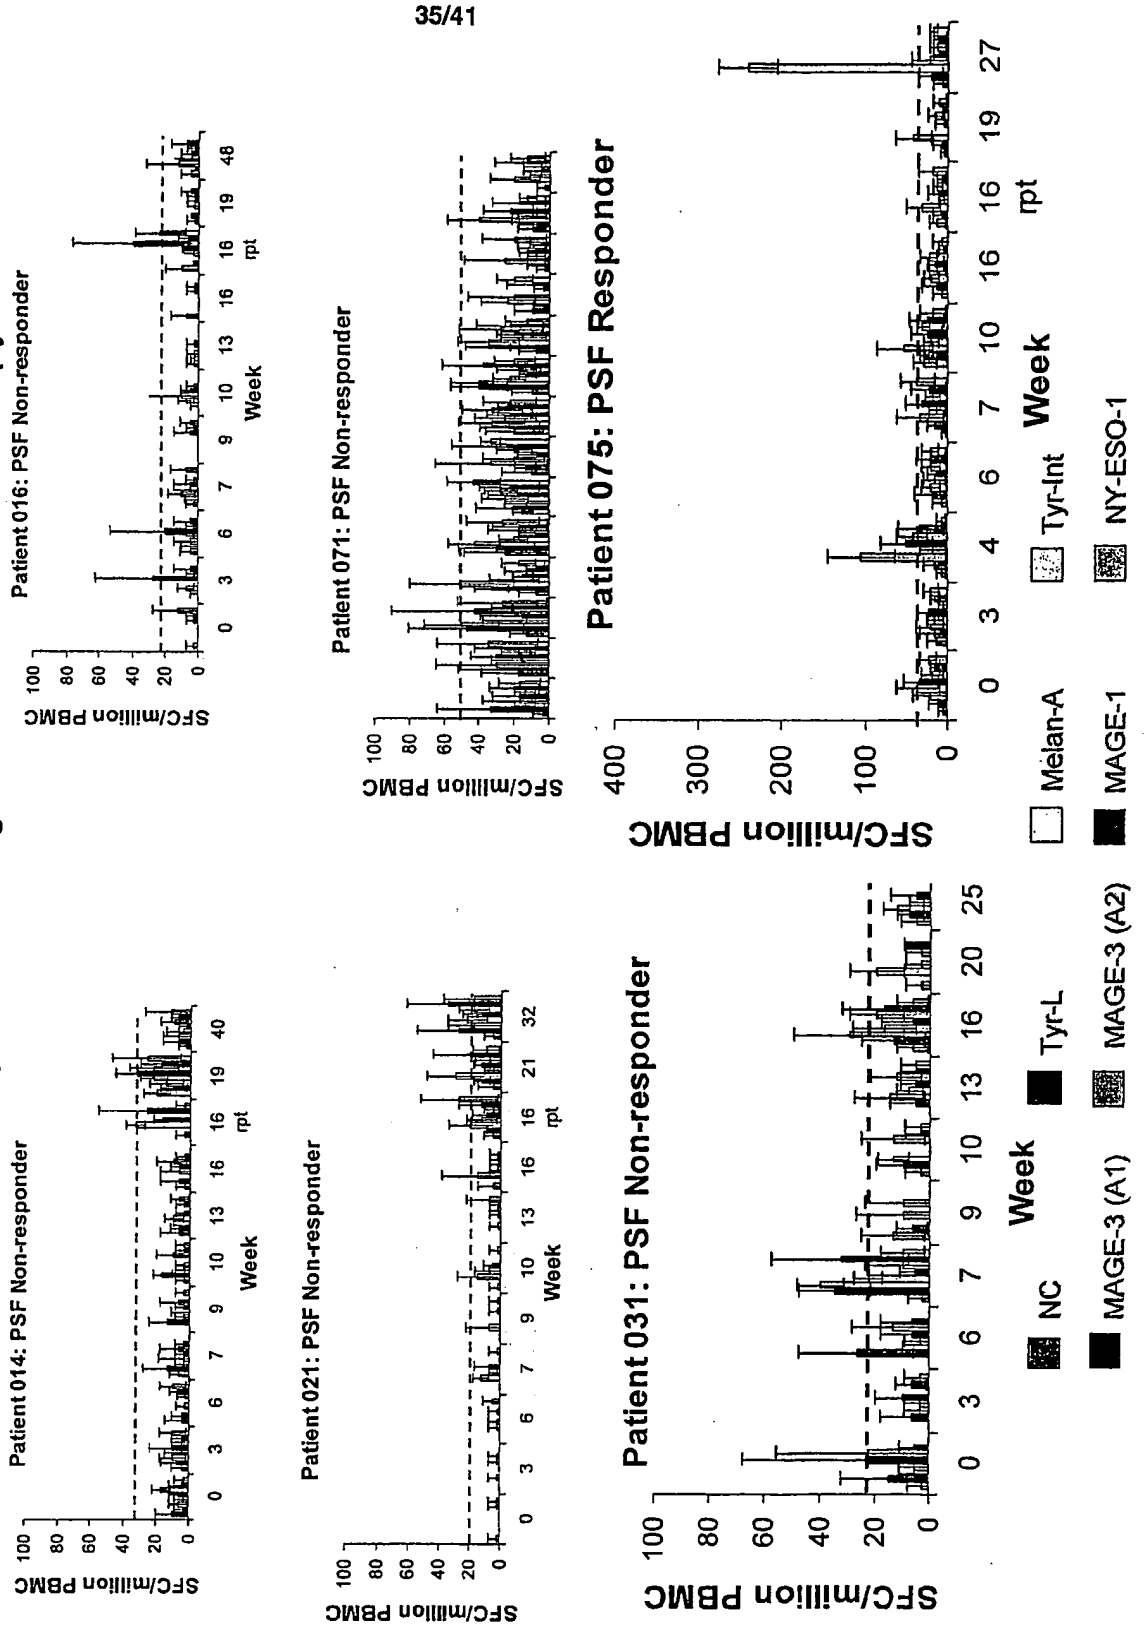 35/41
Patient 014: PSF Non-responder
SFC/million PBMC
100
80
60
40
20
0
0 3 6 7 9 10 13 16 16 19 40
rpt
Week
Patient 016: PSF Non-responder
SFC/million PBMC
100
80
60
40
20
0
0 3 6 7 9 10 13 16 16 19 48
rpt
Week
Patient 021: PSF Non-responder
SFC/million PBMC
100
80
60
40
20
0
0 3 6 7 9 10 13 16 16 21 32
rpt
Week
Patient 071: PSF Non-responder
SFC/million PBMC
100
80
60
40
20
0
Patient 031: PSF Non-responder
SFC/million PBMC
100
80
60
40
20
0
0 3 6 7 9 10 13 16 20 25
Week
Patient 075: PSF Responder
SFC/million PBMC
400
300
200
100
0
0 3 4 6 7 10 16 16 19 27
rpt
Week
NC Tyr-L Melan-A Tyr-Int
MAGE-3 (A1) MAGE-3 (A2) MAGE-1 NY-ESO-1